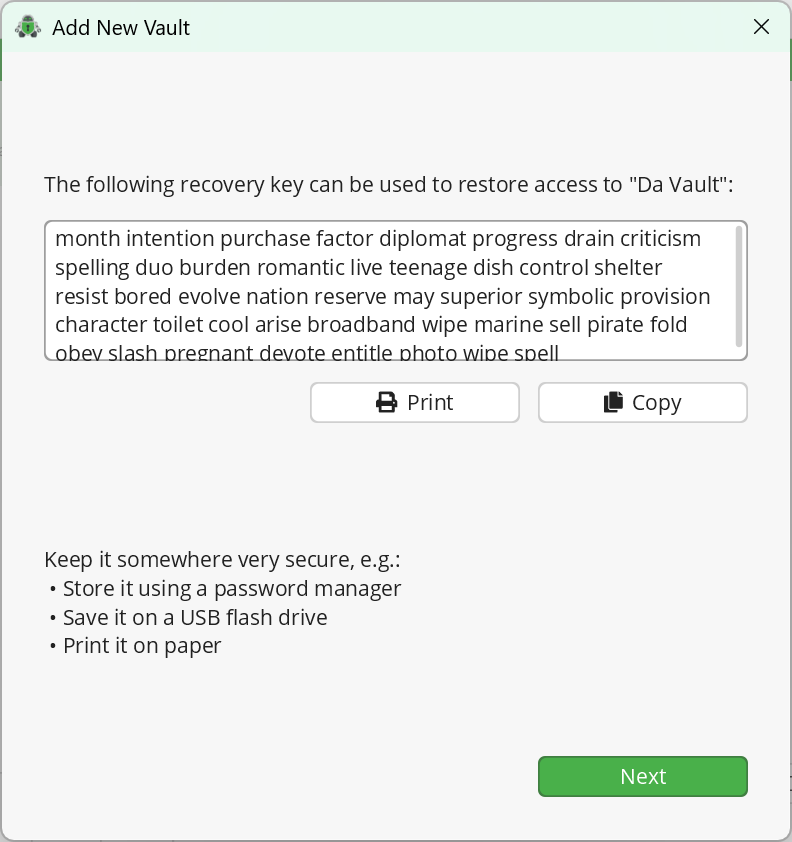 Add New Vault
The following recovery key can be used to restore access to "Da Vault":
month intention purchase factor diplomat progress drain criticism
spelling duo burden romantic live teenage dish control shelter
resist bored evolve nation reserve may superior symbolic provision
character toilet cool arise broadband wipe marine sell pirate fold
obey slash pregnant devote entitle photo wipe spell
Print
Copy
Keep it somewhere very secure, e.g.:
• Store it using a password manager
• Save it on a USB flash drive
• Print it on paper
Next